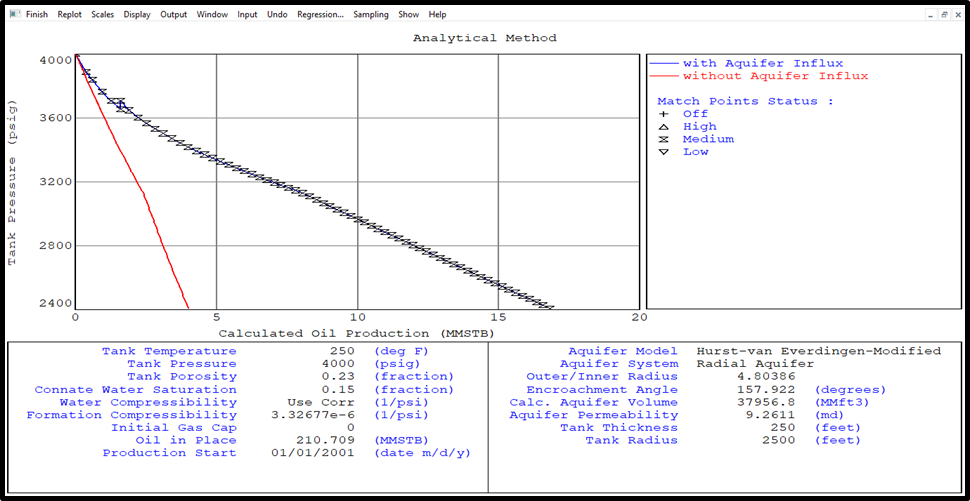 Finish Replot Scales Display Output Window Input Undo Regression... Sampling Show Help
Analytical Method
with Aquifer Influx
without Aquifer Influx
Match Points Status :
Off
High
Medium
Low
Tank Pressure (psig)
4000
3600
3200
2800
2400
0 5 10 15 20
Calculated Oil Production (MMSTB)
Tank Temperature 250 (deg F)
Tank Pressure 4000 (psig)
Tank Porosity 0.23 (fraction)
Connate Water Saturation 0.15 (fraction)
Water Compressibility Use Corr (1/psi)
Formation Compressibility 3.32677e-6 (1/psi)
Initial Gas Cap 0
Oil in Place 210.709 (MMSTB)
Production Start 01/01/2001 (date m/d/y)
Aquifer Model Hurst-van Everdingen-Modified
Aquifer System Radial Aquifer
Outer/Inner Radius 4.80386
Encroachment Angle 157.922 (degrees)
Calc. Aquifer Volume 37956.8 (MMft3)
Aquifer Permeability 9.2611 (md)
Tank Thickness 250 (feet)
Tank Radius 2500 (feet)